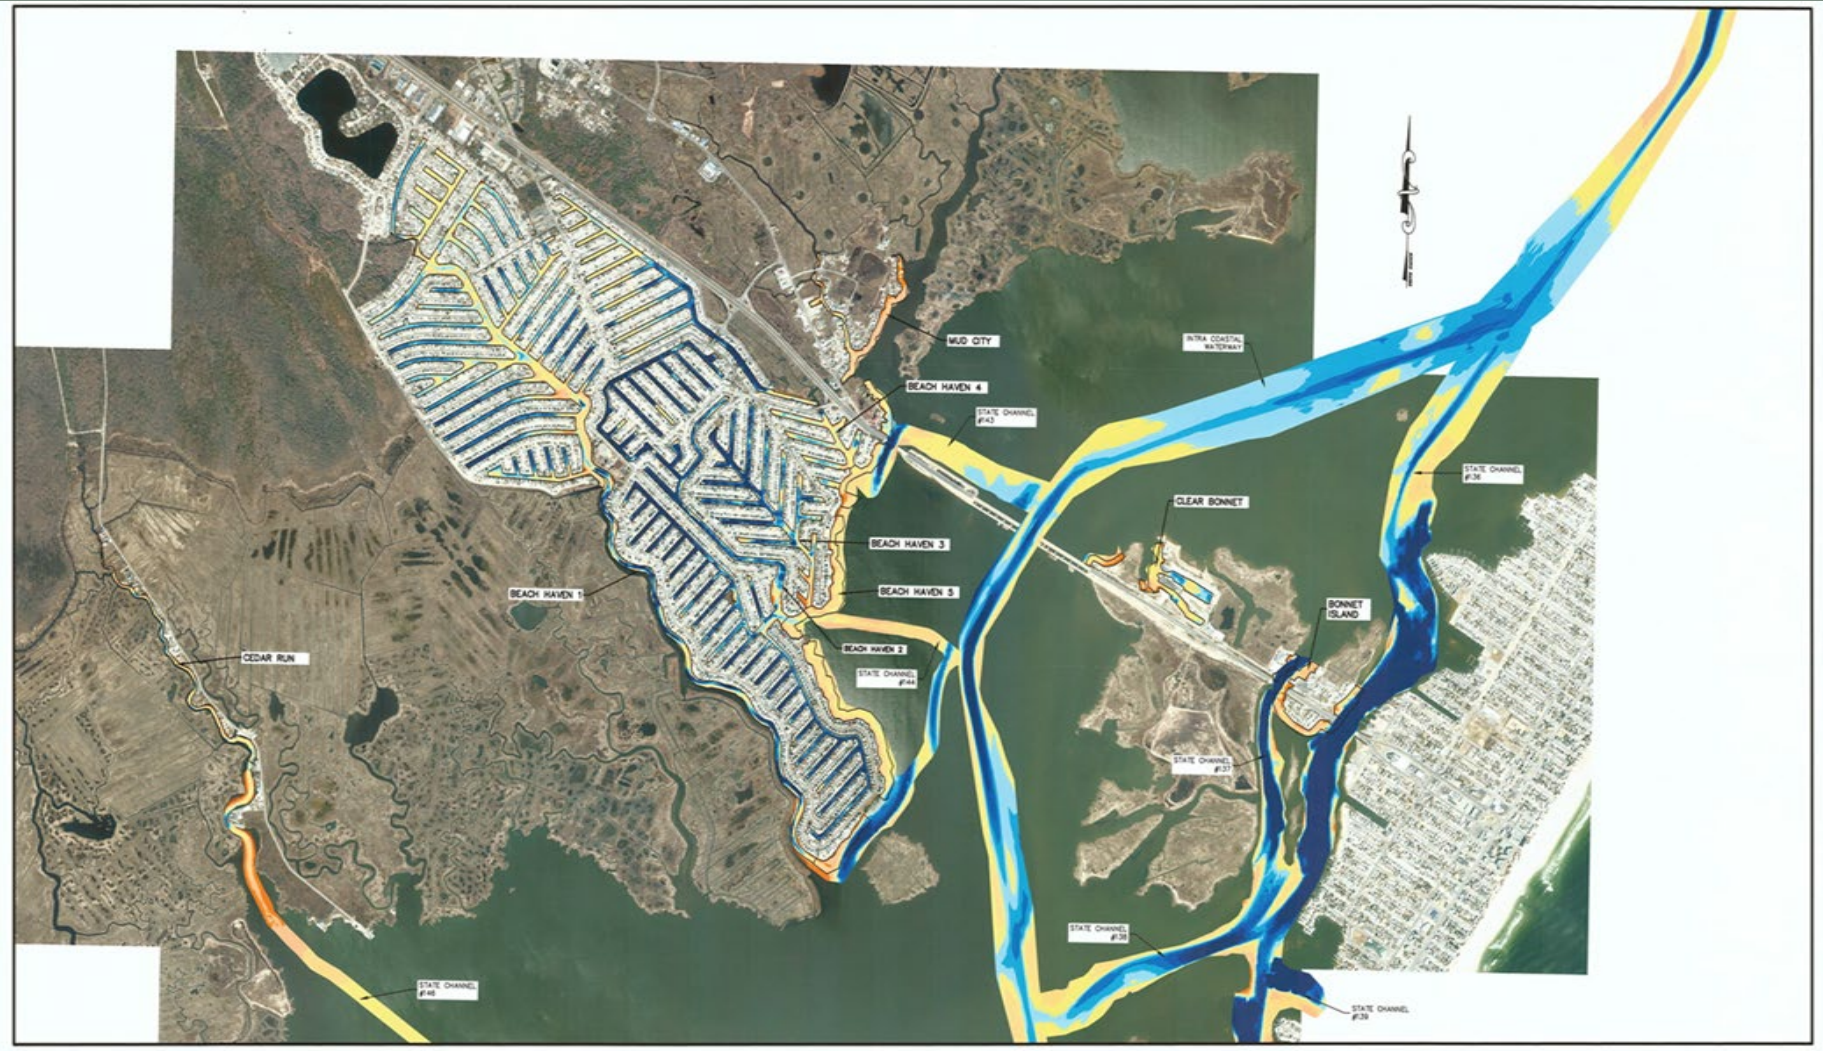 MUD CITY
INTRA COASTAL
WATERWAY
BEACH HAVEN 4
STATE CHANNEL
#143
STATE CHANNEL
#136
CLEAR BONNET
BEACH HAVEN 3
BEACH HAVEN 1
BEACH HAVEN 5
BONNET
ISLAND
BEACH HAVEN 2
CEDAR RUN
STATE CHANNEL
#144
STATE CHANNEL
#137
STATE CHANNEL
#138
STATE CHANNEL
#146
STATE CHANNEL
#139